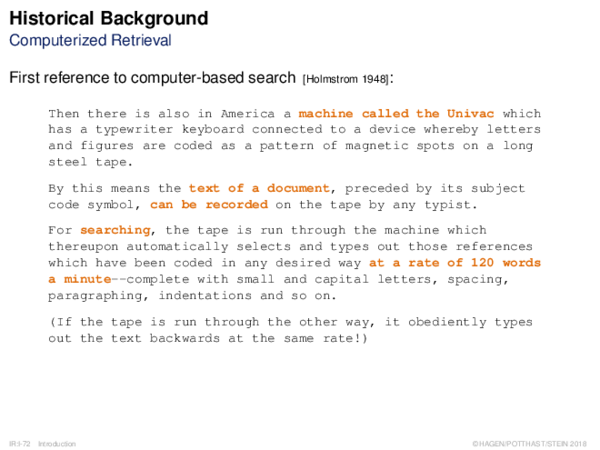 Historical Background
Computerized Retrieval
First reference to computer-based search [Holmstrom 1948]:
Then there is also in America a machine called the Univac which
has a typewriter keyboard connected to a device whereby letters
and figures are coded as a pattern of magnetic spots on a long
steel tape.
By this means the text of a document, preceded by its subject
code symbol, can be recorded on the tape by any typist.
For searching, the tape is run through the machine which
thereupon automatically selects and types out those references
which have been coded in any desired way at a rate of 120 words
a minute--complete with small and capital letters, spacing,
paragraphing, indentations and so on.
(If the tape is run through the other way, it obediently types
out the text backwards at the same rate!)
IR:I-72 Introduction ©HAGEN/POTTHAST/STEIN 2018